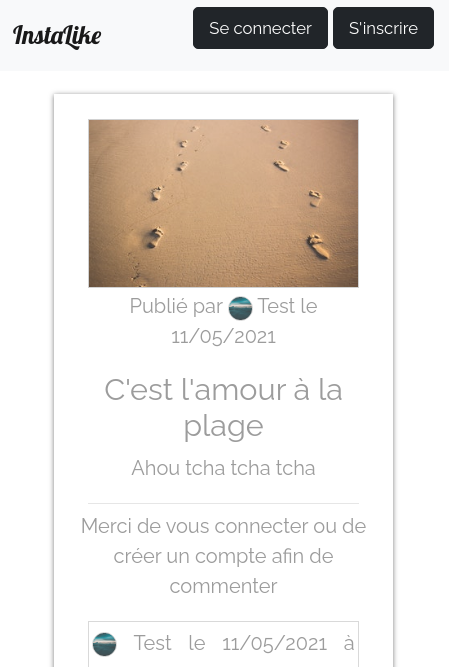 InstaLike
Se connecter
S'inscrire
Publié par Test le
11/05/2021
C'est l'amour à la
plage
Ahou tcha tcha tcha
Merci de vous connecter ou de
créer un compte afin de
commenter
Test le 11/05/2021 à